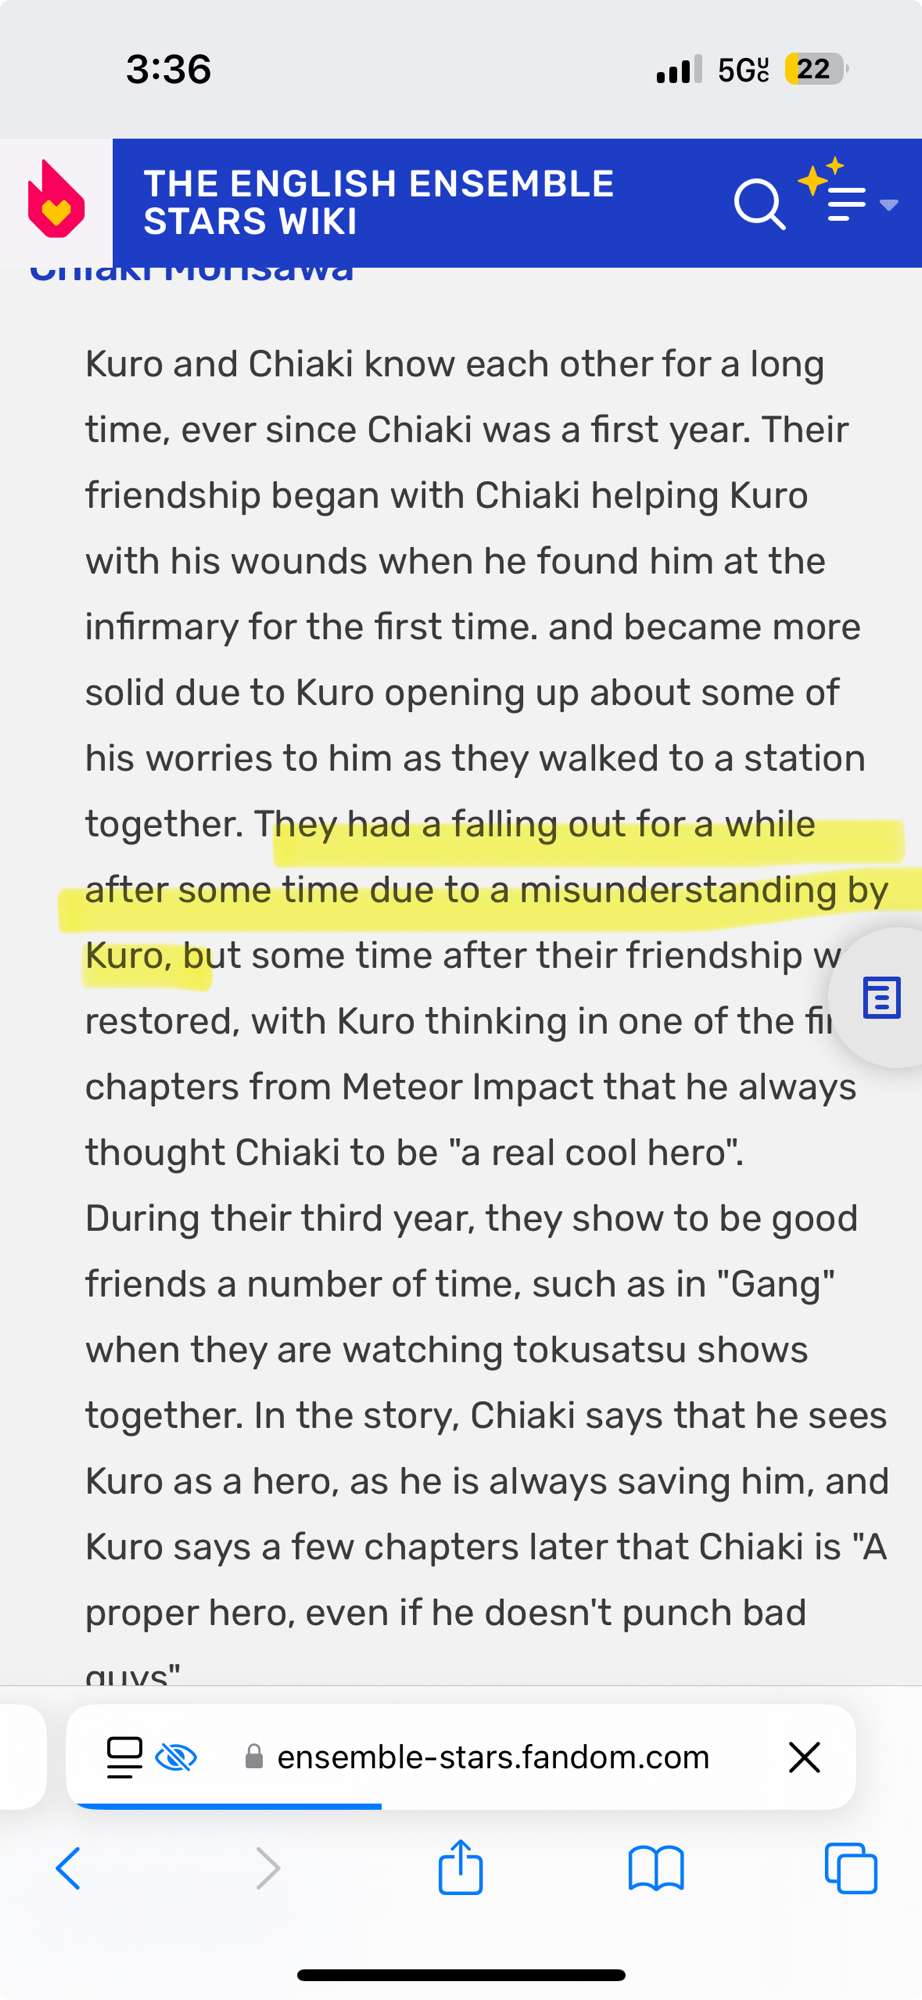 3:36
5GUC
22
THE ENGLISH ENSEMBLE
STARS WIKI
Chiaki Morisawa
Kuro and Chiaki know each other for a long
time, ever since Chiaki was a first year. Their
friendship began with Chiaki helping Kuro
with his wounds when he found him at the
infirmary for the first time. and became more
solid due to Kuro opening up about some of
his worries to him as they walked to a station
together. They had a falling out for a while
after some time due to a misunderstanding by
Kuro, but some time after their friendship w
restored, with Kuro thinking in one of the fir
chapters from Meteor Impact that he always
thought Chiaki to be "a real cool hero".
During their third year, they show to be good
friends a number of time, such as in "Gang"
when they are watching tokusatsu shows
together. In the story, Chiaki says that he sees
Kuro as a hero, as he is always saving him, and
Kuro says a few chapters later that Chiaki is "A
proper hero, even if he doesn't punch bad
guys"
ensemble-stars.fandom.com